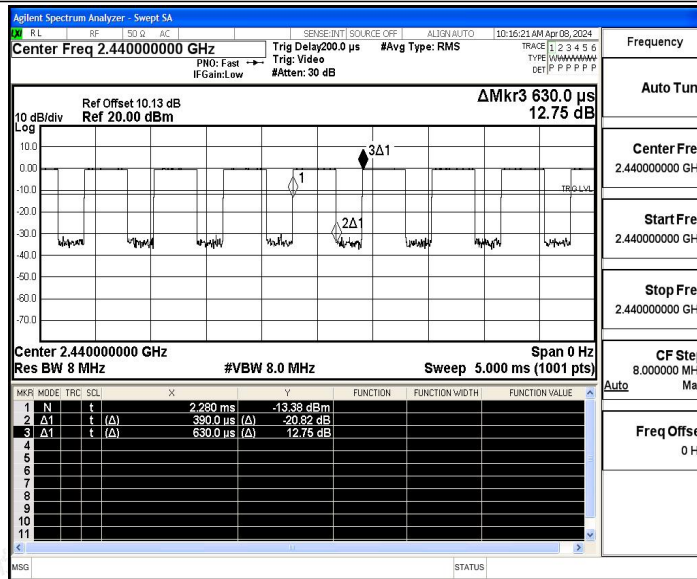 Agilent Spectrum Analyzer - Swept SA
RL RF 50 Ω AC SENSE:INT SOURCE OFF ALIGN AUTO 10:16:21 AM Apr 08, 2024
Center Freq 2.440000000 GHz
PNO: Fast
IFGain:Low
Trig Delay200.0 µs
Trig: Video
#Atten: 30 dB
#Avg Type: RMS
TRACE 1 2 3 4 5 6
TYPE
DET P P P P P P
Ref Offset 10.13 dB
10 dB/div Ref 20.00 dBm
Log
ΔMkr3 630.0 µs
12.75 dB
10.0
0.00
-10.0
-20.0
-30.0
-40.0
-50.0
-60.0
-70.0
3Δ1
1
2Δ1
TRIG LVL
Center 2.440000000 GHz Span 0 Hz
Res BW 8 MHz #VBW 8.0 MHz Sweep 5.000 ms (1001 pts)
MKR MODE TRC SCL X Y FUNCTION FUNCTION WIDTH FUNCTION VALUE
1 N t 2.280 ms -13.38 dBm
2 Δ1 t (Δ) 390.0 µs (Δ) -20.82 dB
3 Δ1 t (Δ) 630.0 µs (Δ) 12.75 dB
4
5
6
7
8
9
10
11
MSG STATUS
Frequency
Auto Tun
Center Fre
2.440000000 GH
Start Fre
2.440000000 GH
Stop Fre
2.440000000 GH
CF Ste
8.000000 MH
Auto Ma
Freq Offse
0 H